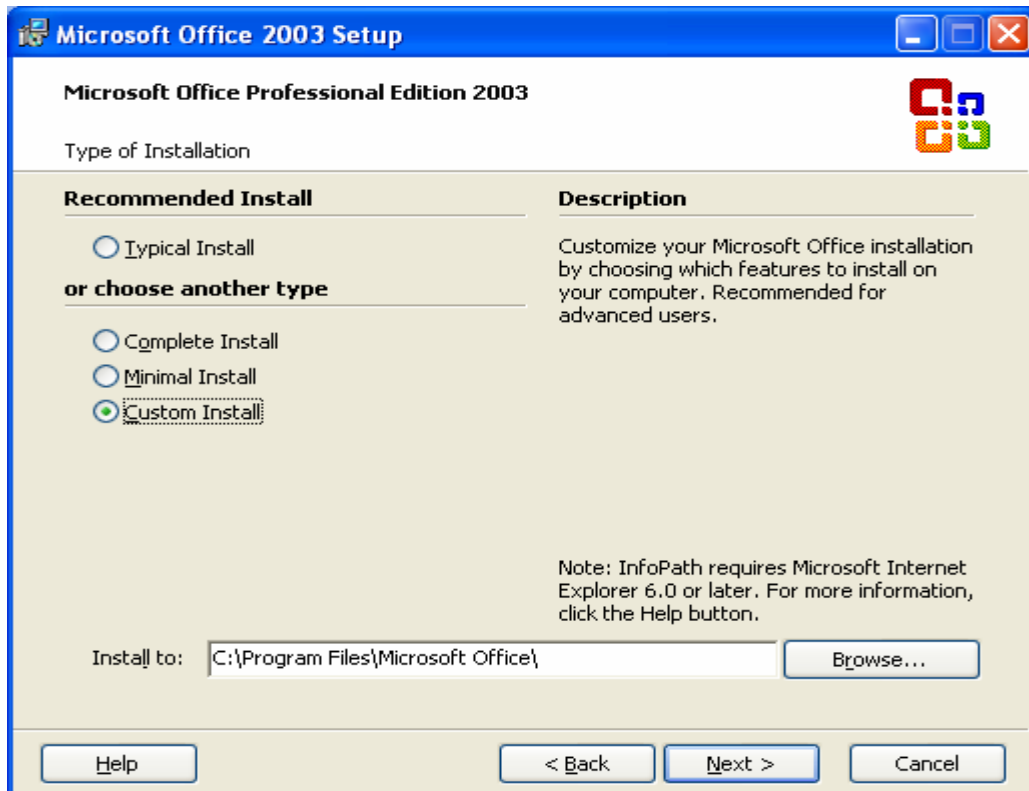 Microsoft Office 2003 Setup
Microsoft Office Professional Edition 2003
Type of Installation
Recommended Install
Typical Install
or choose another type
Complete Install
Minimal Install
Custom Install
Description
Customize your Microsoft Office installation
by choosing which features to install on
your computer. Recommended for
advanced users.
Note: InfoPath requires Microsoft Internet
Explorer 6.0 or later. For more information,
click the Help button.
Install to: C:\Program Files\Microsoft Office\ Browse...
Help < Back Next > Cancel